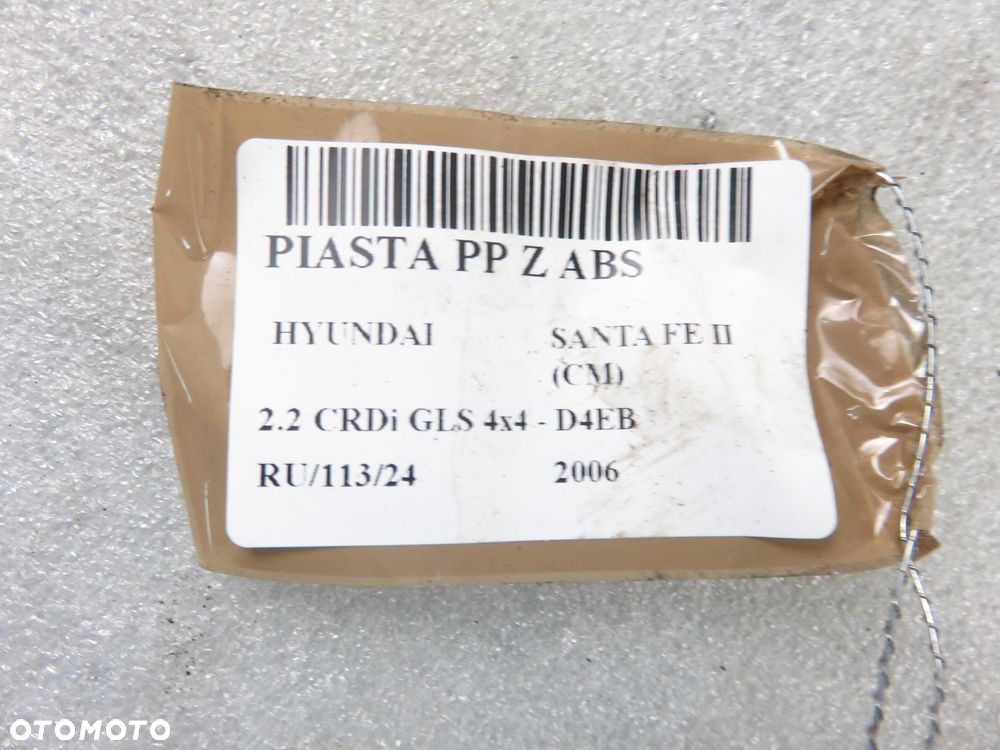 PIASTA PP Z ABS
HYUNDAI SANTA FE II
(CM)
2.2 CRDi GLS 4x4 - D4EB
RU/113/24 2006
OTOMOTO